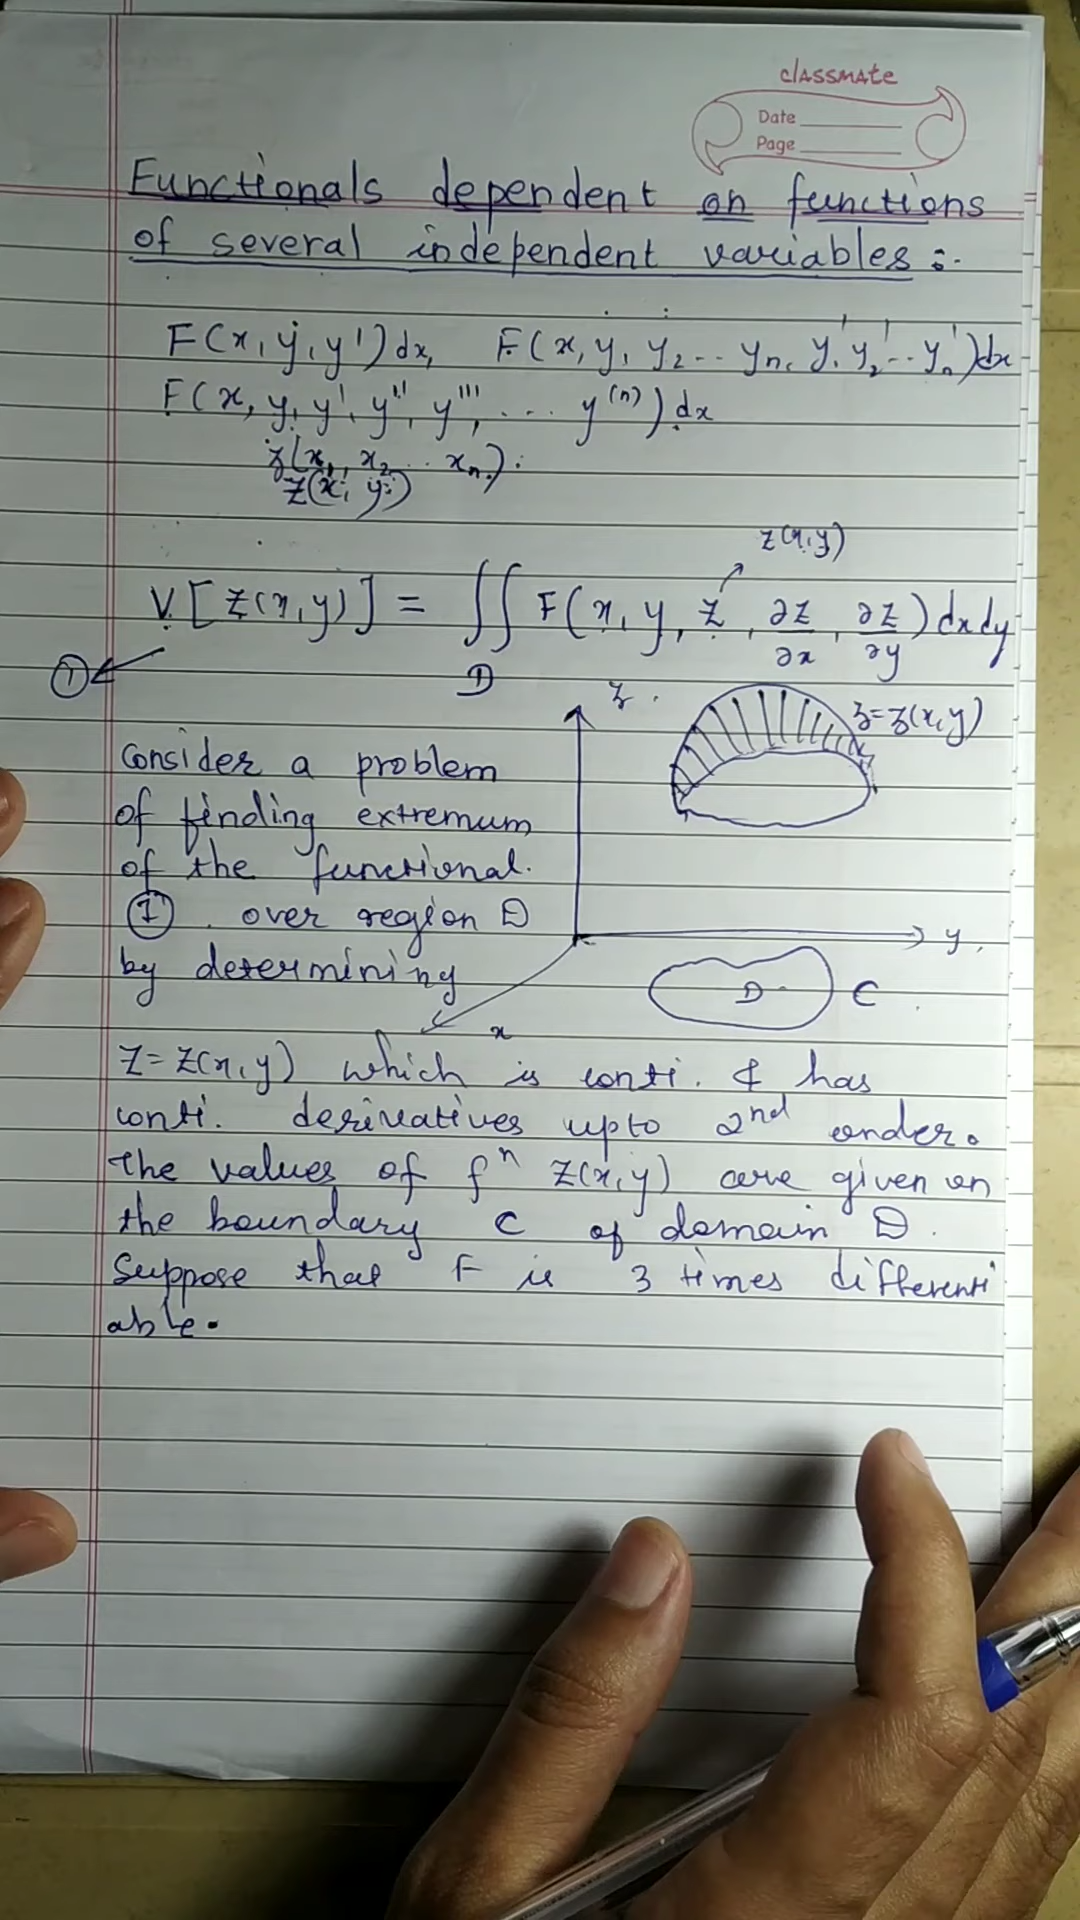 classmate
Date
Page
Functionals dependent on functions
of several independent variables :-
F(x, y, y')dx, F(x, y, y2 -- yn, y' y2' -- yn')dx
F(x, y, y', y'', y''', ... y^(n))dx
z(x1, x2 .. xn).
z(x, y)
z(x,y)
V[z(x,y)] = ∬ F(x, y, z, ∂z/∂x, ∂z/∂y) dx dy
D
①
z
z=z(x,y)
Consider a problem
of finding extremum
of the functional.
① over region D
by determining
y
D C
x
z=z(x,y) which is conti. & has
conti. derivatives upto 2nd order.
The values of fn z(x,y) are given on
the boundary C of domain D.
Suppose that F is 3 times differenti
able.